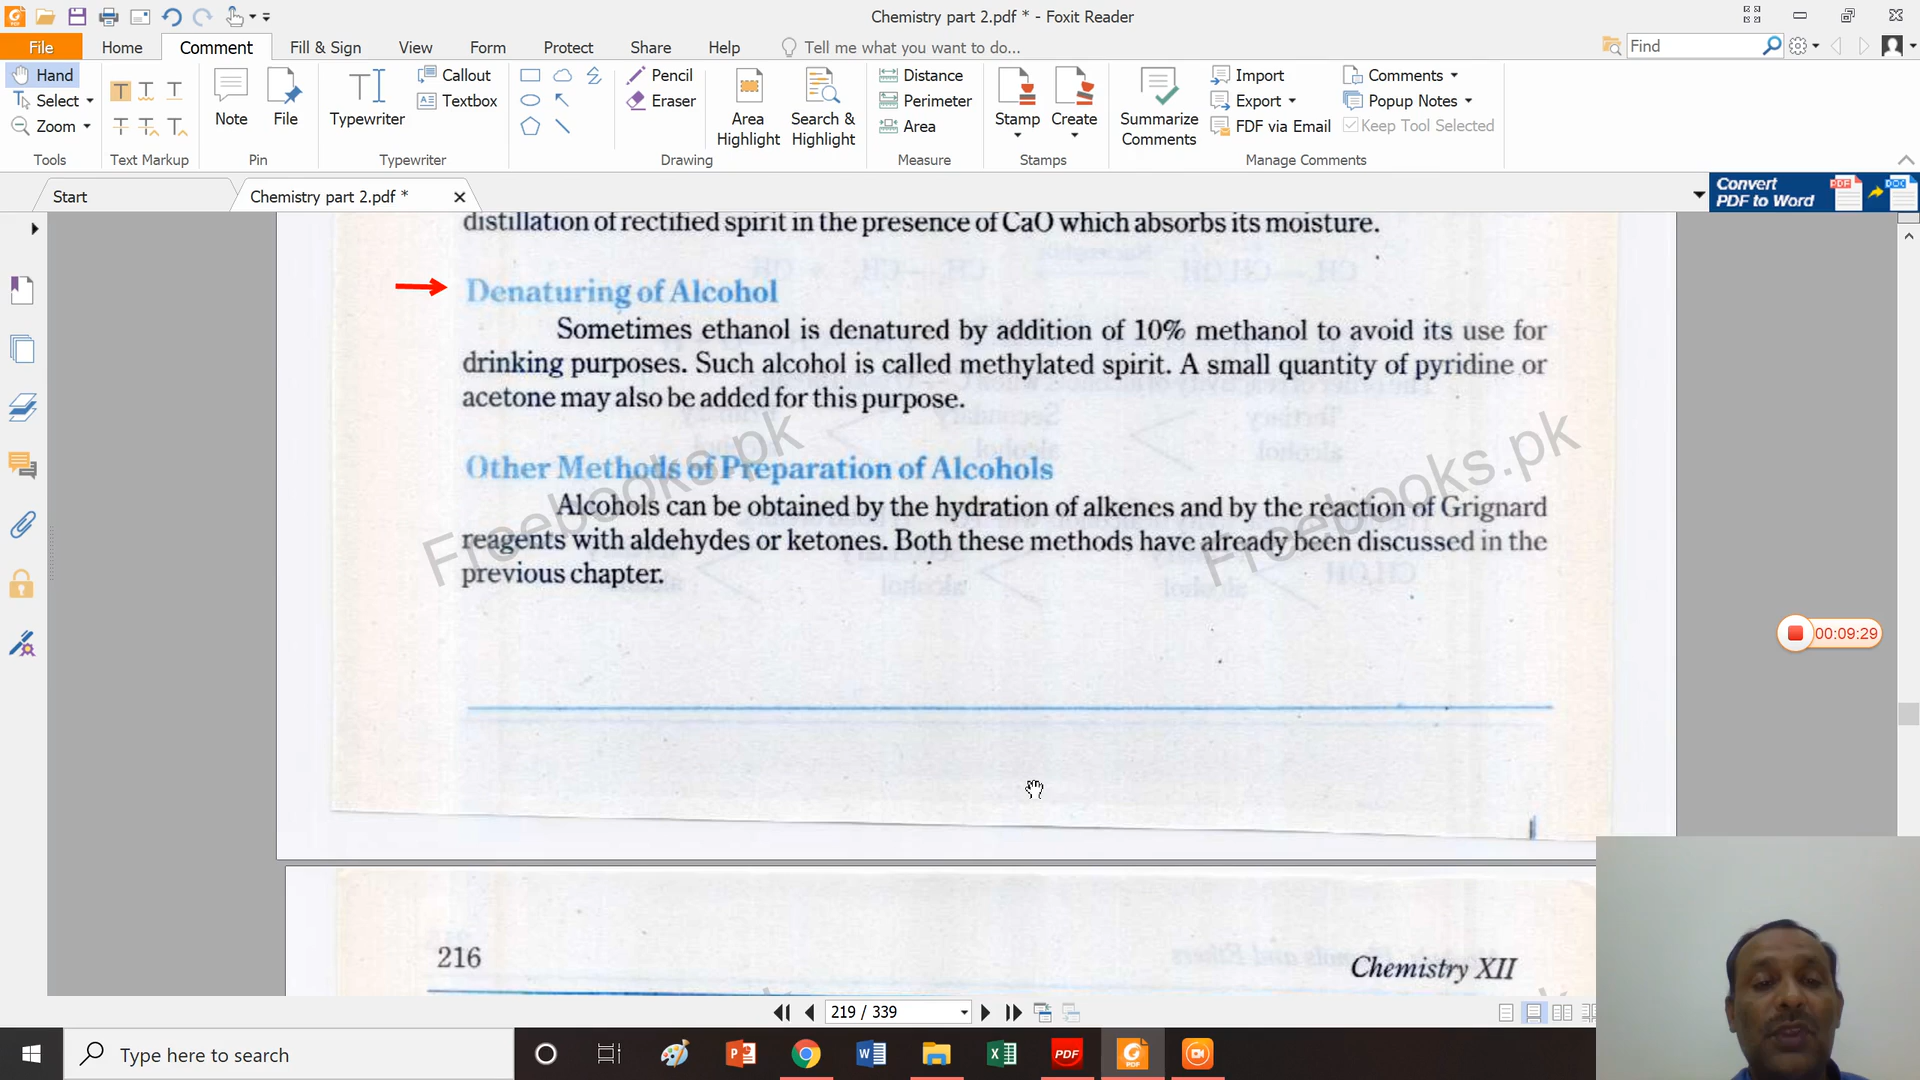 Chemistry part 2.pdf * - Foxit Reader
File Home Comment Fill & Sign View Form Protect Share Help Tell me what you want to do... Find
Hand
Select
Zoom
Tools
Text Markup
Note
File
Pin
Typewriter
Callout
Textbox
Typewriter
Pencil
Eraser
Area Highlight
Search & Highlight
Drawing
Distance
Perimeter
Area
Measure
Stamp
Create
Stamps
Summarize Comments
Import
Export
FDF via Email
Comments
Popup Notes
Keep Tool Selected
Manage Comments
Start
Chemistry part 2.pdf *
Convert
PDF to Word
distillation of rectified spirit in the presence of CaO which absorbs its moisture.
Denaturing of Alcohol
Sometimes ethanol is denatured by addition of 10% methanol to avoid its use for
drinking purposes. Such alcohol is called methylated spirit. A small quantity of pyridine or
acetone may also be added for this purpose.
Other Methods of Preparation of Alcohols
Alcohols can be obtained by the hydration of alkenes and by the reaction of Grignard
reagents with aldehydes or ketones. Both these methods have already been discussed in the
previous chapter.
Freebooks.pk
Freebooks.pk
00:09:29
216
Chemistry XII
219 / 339
Type here to search